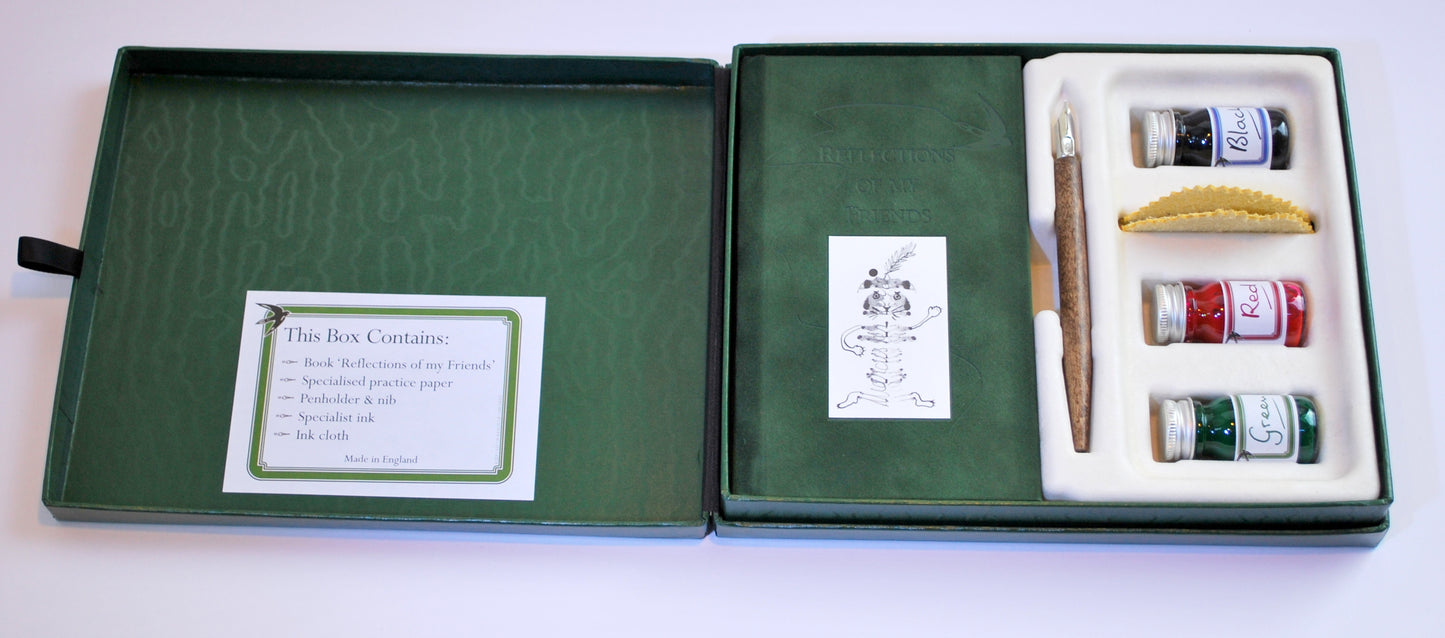 This Box Contains:
Book ‘Reflections of my Friends’
Specialised practice paper
Penholder & nib
Specialist ink
Ink cloth
Made in England
REFLECTIONS
OF MY
FRIENDS
Black
Red
Green